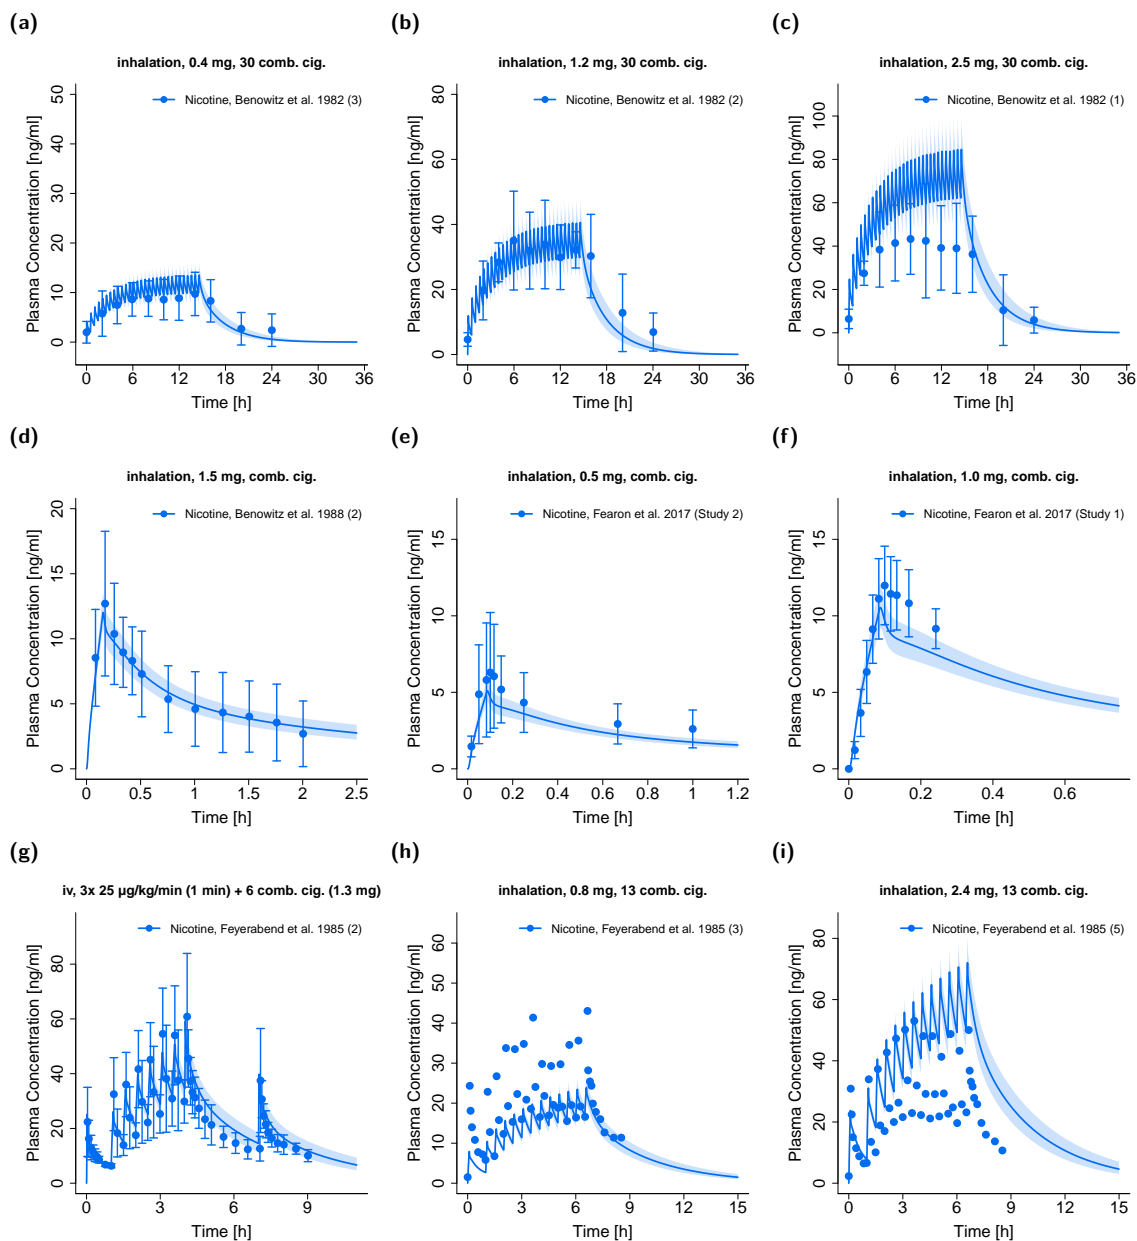 (a)
inhalation, 0.4 mg, 30 comb. cig.
Nicotine, Benowitz et al. 1982 (3)
Plasma Concentration [ng/ml]
50
40
30
20
10
0
0 6 12 18 24 30 36
Time [h]
(b)
inhalation, 1.2 mg, 30 comb. cig.
Nicotine, Benowitz et al. 1982 (2)
Plasma Concentration [ng/ml]
80
60
40
20
0
0 6 12 18 24 30 36
Time [h]
(c)
inhalation, 2.5 mg, 30 comb. cig.
Nicotine, Benowitz et al. 1982 (1)
Plasma Concentration [ng/ml]
100
80
60
40
20
0
0 6 12 18 24 30 36
Time [h]
(d)
inhalation, 1.5 mg, comb. cig.
Nicotine, Benowitz et al. 1988 (2)
Plasma Concentration [ng/ml]
20
15
10
5
0
0 0.5 1 1.5 2 2.5
Time [h]
(e)
inhalation, 0.5 mg, comb. cig.
Nicotine, Fearon et al. 2017 (Study 2)
Plasma Concentration [ng/ml]
15
10
5
0
0 0.2 0.4 0.6 0.8 1 1.2
Time [h]
(f)
inhalation, 1.0 mg, comb. cig.
Nicotine, Fearon et al. 2017 (Study 1)
Plasma Concentration [ng/ml]
15
10
5
0
0 0.2 0.4 0.6
Time [h]
(g)
iv, 3x 25 µg/kg/min (1 min) + 6 comb. cig. (1.3 mg)
Nicotine, Feyerabend et al. 1985 (2)
Plasma Concentration [ng/ml]
80
60
40
20
0
0 3 6 9
Time [h]
(h)
inhalation, 0.8 mg, 13 comb. cig.
Nicotine, Feyerabend et al. 1985 (3)
Plasma Concentration [ng/ml]
60
50
40
30
20
10
0
0 3 6 9 12 15
Time [h]
(i)
inhalation, 2.4 mg, 13 comb. cig.
Nicotine, Feyerabend et al. 1985 (5)
Plasma Concentration [ng/ml]
80
60
40
20
0
0 3 6 9 12 15
Time [h]